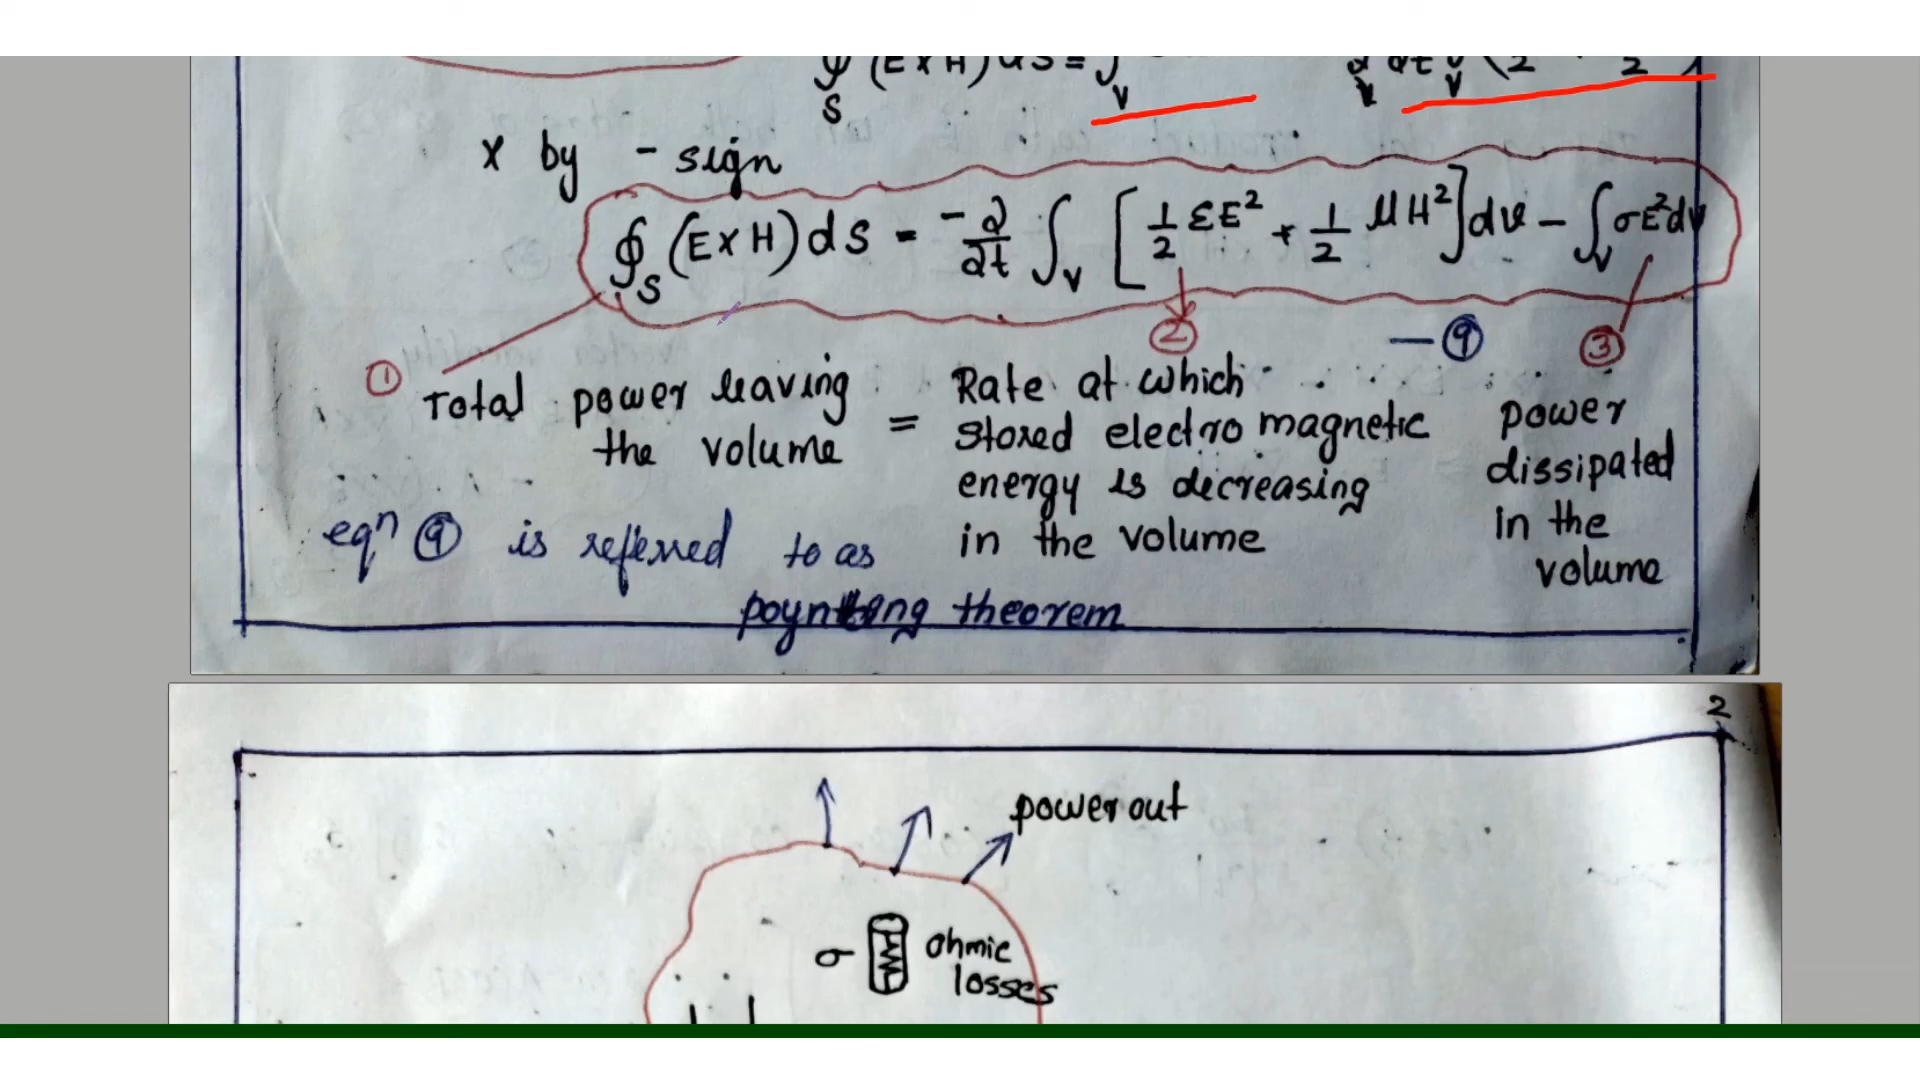 ∮S (E×H) dS = ∫V
× by - sign
∮S (E×H) dS = -∂/∂t ∫V [1/2 εE² + 1/2 μH²] dv - ∫V σE² dv
② — ⑨ ③
① Total power leaving the volume = Rate at which stored electro magnetic energy is decreasing in the volume power dissipated in the volume
eqn ⑨ is referred to as
poynting theorem
2
power out
σ ohmic
losses